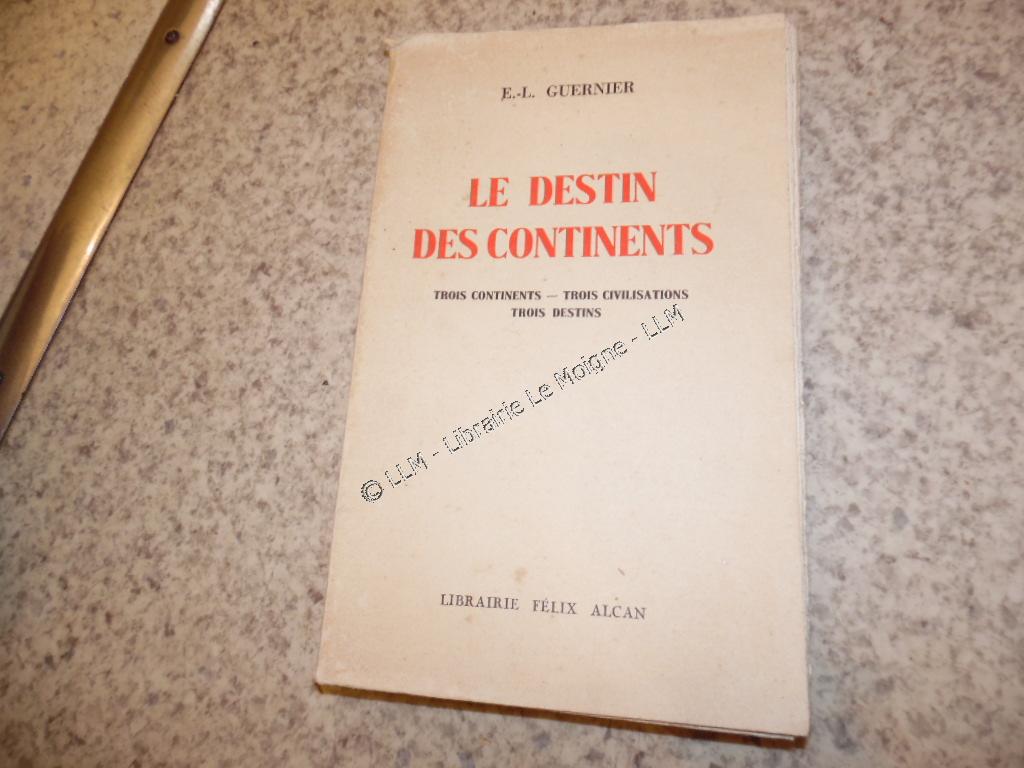 E.-L. GUERNIER
LE DESTIN
DES CONTINENTS
TROIS CONTINENTS — TROIS CIVILISATIONS
TROIS DESTINS
© LLM - Librairie Le Moigne - LLM
LIBRAIRIE FÉLIX ALCAN